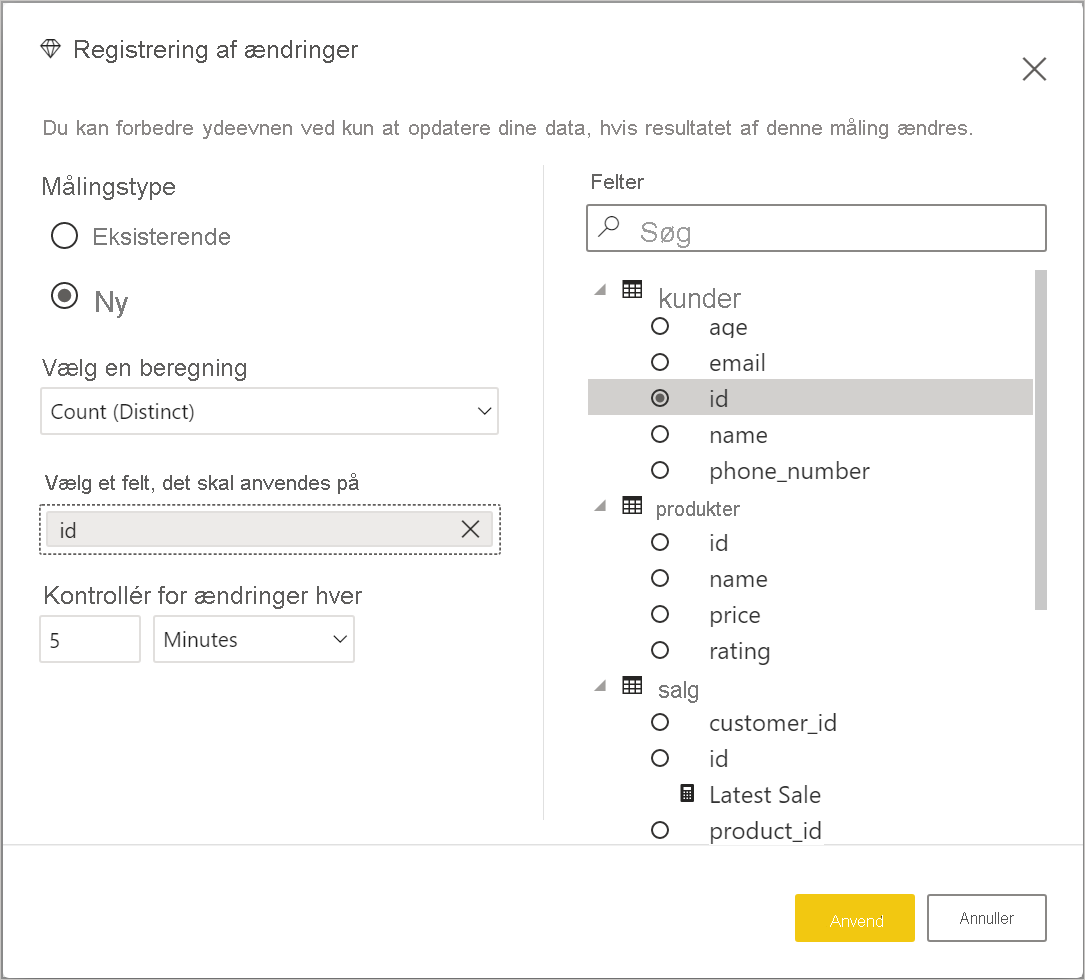 Registrering af ændringer
Du kan forbedre ydeevnen ved kun at opdatere dine data, hvis resultatet af denne måling ændres.
Målingstype
Eksisterende
Ny
Vælg en beregning
Count (Distinct)
Vælg et felt, det skal anvendes på
id
Kontrollér for ændringer hver
5 Minutes
Felter
Søg
kunder
age
email
id
name
phone_number
produkter
id
name
price
rating
salg
customer_id
id
Latest Sale
product_id
Anvend Annuller